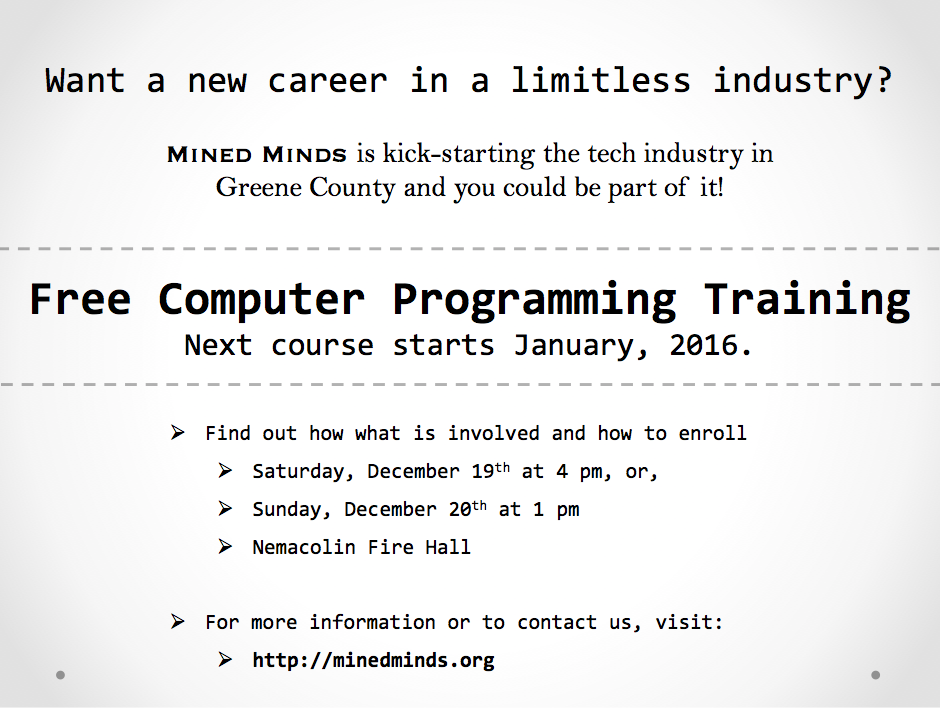 Want a new career in a limitless industry?
MINED MINDS is kick-starting the tech industry in
Greene County and you could be part of it!
Free Computer Programming Training
Next course starts January, 2016.
➢ Find out how what is involved and how to enroll
➢ Saturday, December 19th at 4 pm, or,
➢ Sunday, December 20th at 1 pm
➢ Nemacolin Fire Hall
➢ For more information or to contact us, visit:
➢ http://minedminds.org